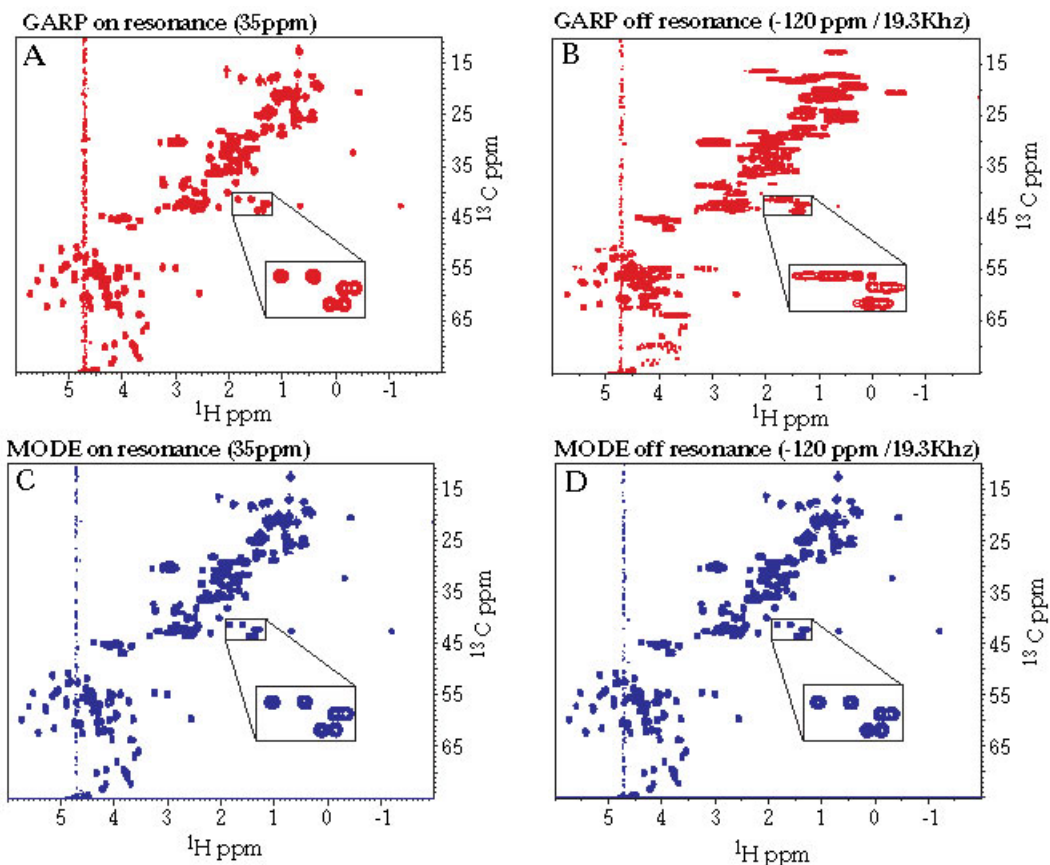 GARP on resonance (35ppm)
A
15
25
35
45
55
65
13C ppm
5 4 3 2 1 0 -1
1H ppm
GARP off resonance (-120 ppm /19.3Khz)
B
15
25
35
45
55
65
13C ppm
5 4 3 2 1 0 -1
1H ppm
MODE on resonance (35ppm)
C
15
25
35
45
55
65
13C ppm
5 4 3 2 1 0 -1
1H ppm
MODE off resonance (-120 ppm /19.3Khz)
D
15
25
35
45
55
65
13C ppm
5 4 3 2 1 0 -1
1H ppm